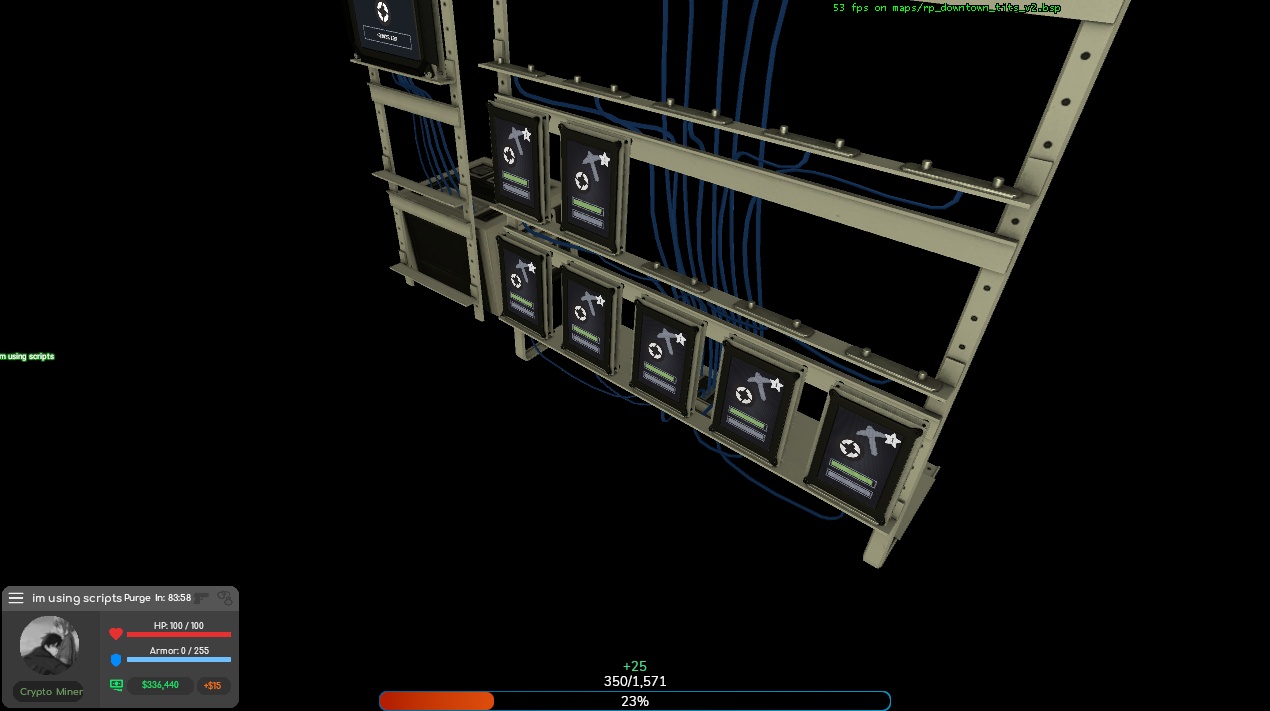 53 fps on maps/rp_downtown_tits_v2.bsp
m using scripts
im using scripts Purge In: 83:58
HP: 100 / 100
Armor: 0 / 255
Crypto Miner
$336,440
+$15
+25
350/1,571
23%